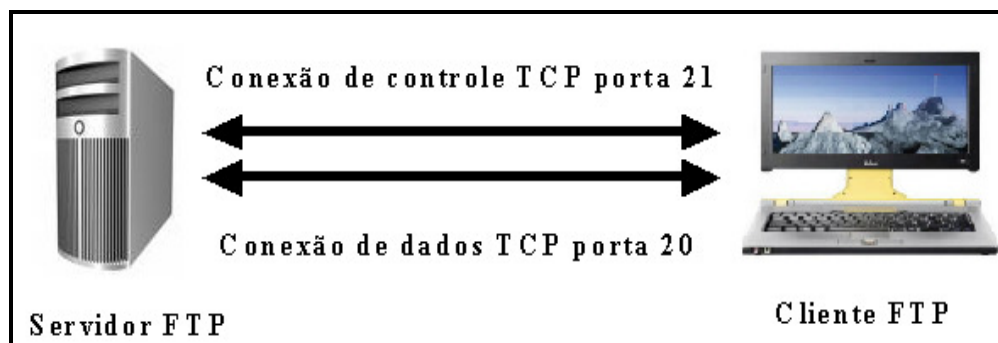 Conexão de controle TCP porta 21
Conexão de dados TCP porta 20
Servidor FTP
Cliente FTP